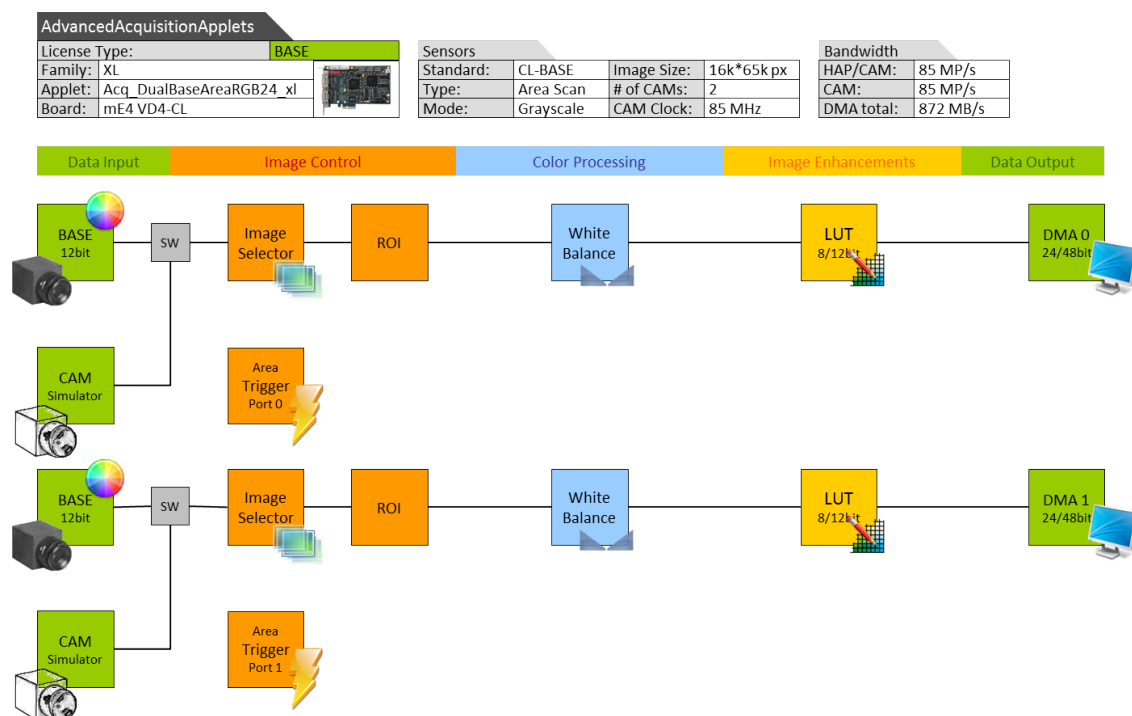 AdvancedAcquisitionApplets
License Type: BASE
Family: XL
Applet: Acq_DualBaseAreaRGB24_xl
Board: mE4 VD4-CL
Sensors
Standard: CL-BASE Image Size: 16k*65k px
Type: Area Scan # of CAMs: 2
Mode: Grayscale CAM Clock: 85 MHz
Bandwidth
HAP/CAM: 85 MP/s
CAM: 85 MP/s
DMA total: 872 MB/s
Data Input Image Control Color Processing Image Enhancements Data Output
BASE
12bit
SW
Image
Selector
ROI
White
Balance
LUT
8/12bit
DMA 0
24/48bit
CAM
Simulator
Area
Trigger
Port 0
BASE
12bit
SW
Image
Selector
ROI
White
Balance
LUT
8/12bit
DMA 1
24/48bit
CAM
Simulator
Area
Trigger
Port 1